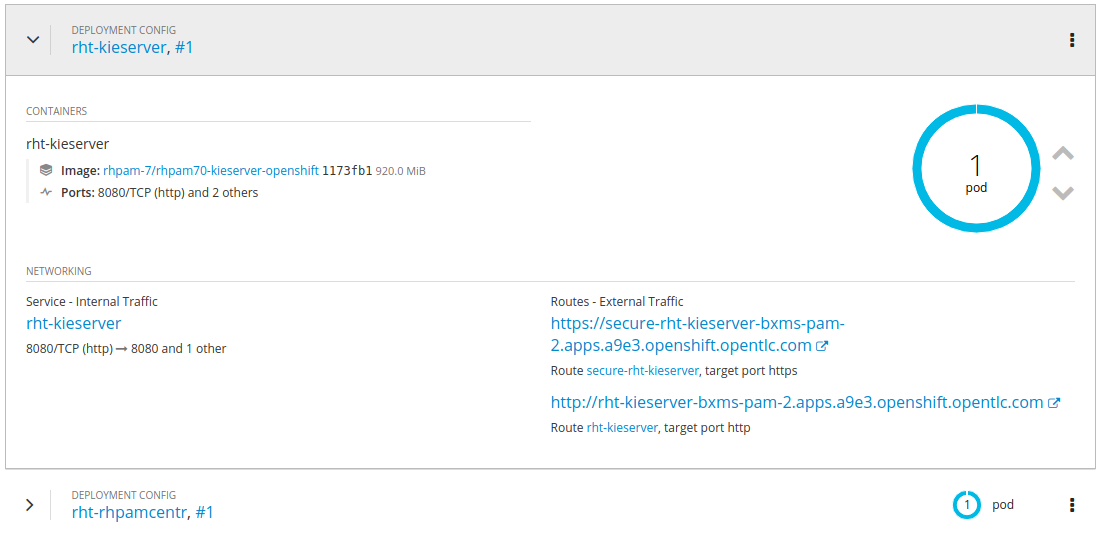 DEPLOYMENT CONFIG
rht-kieserver, #1
CONTAINERS
rht-kieserver
Image: rhpam-7/rhpam70-kieserver-openshift 1173fb1 920.0 MiB
Ports: 8080/TCP (http) and 2 others
1
pod
NETWORKING
Service - Internal Traffic
rht-kieserver
8080/TCP (http) → 8080 and 1 other
Routes - External Traffic
https://secure-rht-kieserver-bxms-pam-
2.apps.a9e3.openshift.opentlc.com
Route secure-rht-kieserver, target port https
http://rht-kieserver-bxms-pam-2.apps.a9e3.openshift.opentlc.com
Route rht-kieserver, target port http
DEPLOYMENT CONFIG
rht-rhpamcentr, #1
1 pod